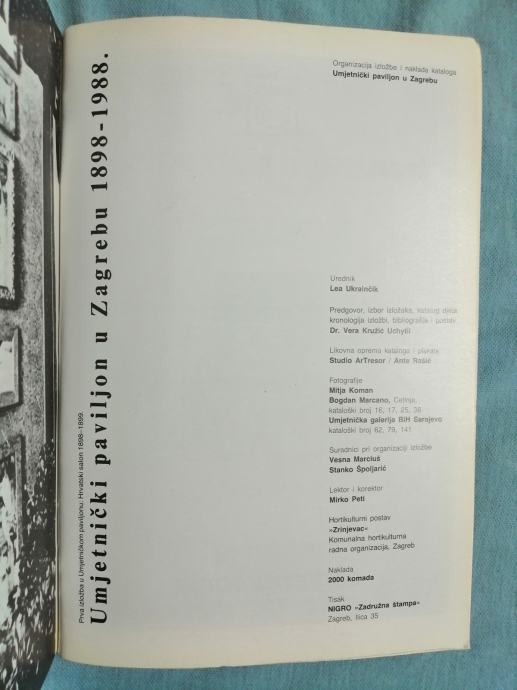 Prva izložba u Umjetničkom paviljonu: Hrvatski salon 1898–1899.
Umjetnički paviljon u Zagrebu 1898-1988.
Organizacija izložbe i naklada kataloga
Umjetnički paviljon u Zagrebu
Urednik
Lea Ukrainčik
Predgovor, izbor izložaka, katalog djela,
kronologija izložbi, bibliografija i postav
Dr. Vera Kružić Uchytil
Likovna oprema kataloga i plakata
Studio ArTresor / Ante Rašić
Fotografije
Mitja Koman
Bogdan Marcano, Cetinje,
kataloški broj 16, 17, 25, 36
Umjetnička galerija BIH Sarajevo
kataloški broj 62, 79, 141
Suradnici pri organizaciji izložbe
Vesna Marciuš
Stanko Špoljarić
Lektor i korektor
Mirko Peti
Hortikulturni postav
»Zrinjevac«
Komunalna hortikulturna
radna organizacija, Zagreb
Naklada
2000 komada
Tisak
NIGRO »Zadružna štampa«
Zagreb, Ilica 35